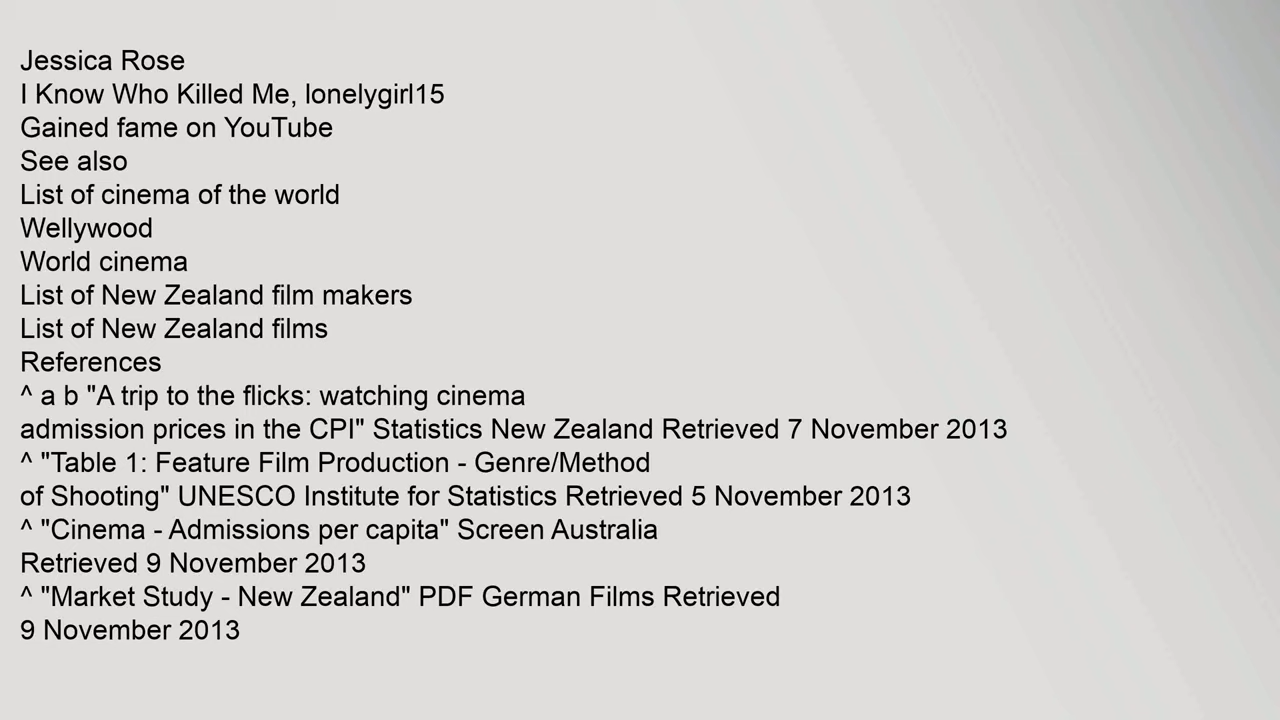 Jessica Rose
I Know Who Killed Me, lonelygirl15
Gained fame on YouTube
See also
List of cinema of the world
Wellywood
World cinema
List of New Zealand film makers
List of New Zealand films
References
^ a b "A trip to the flicks: watching cinema
admission prices in the CPI" Statistics New Zealand Retrieved 7 November 2013
^ "Table 1: Feature Film Production - Genre/Method
of Shooting" UNESCO Institute for Statistics Retrieved 5 November 2013
^ "Cinema - Admissions per capita" Screen Australia
Retrieved 9 November 2013
^ "Market Study - New Zealand" PDF German Films Retrieved
9 November 2013